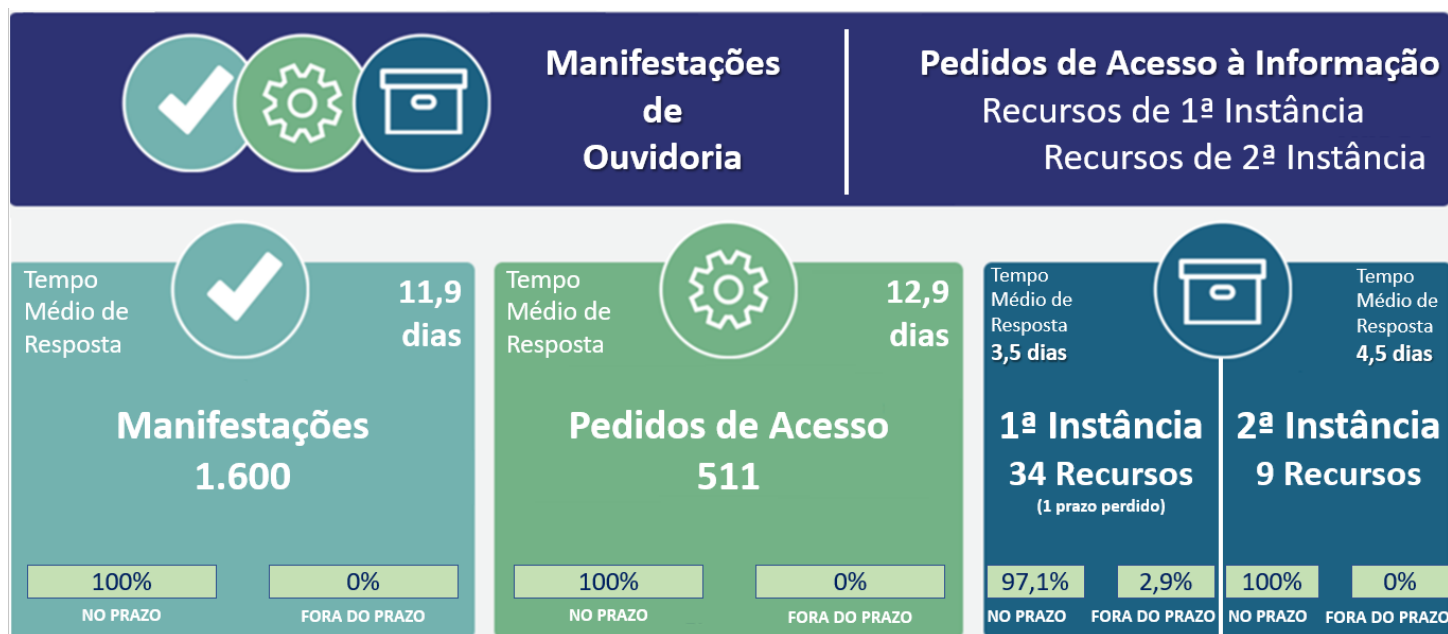 Manifestações
de
Ouvidoria
Pedidos de Acesso à Informação
Recursos de 1ª Instância
Recursos de 2ª Instância
Tempo
Médio de
Resposta
11,9
dias
Manifestações
1.600
100%
NO PRAZO
0%
FORA DO PRAZO
Tempo
Médio de
Resposta
12,9
dias
Pedidos de Acesso
511
100%
NO PRAZO
0%
FORA DO PRAZO
Tempo
Médio de
Resposta
3,5 dias
1ª Instância
34 Recursos
(1 prazo perdido)
97,1%
NO PRAZO
2,9%
FORA DO PRAZO
Tempo
Médio de
Resposta
4,5 dias
2ª Instância
9 Recursos
100%
NO PRAZO
0%
FORA DO PRAZO